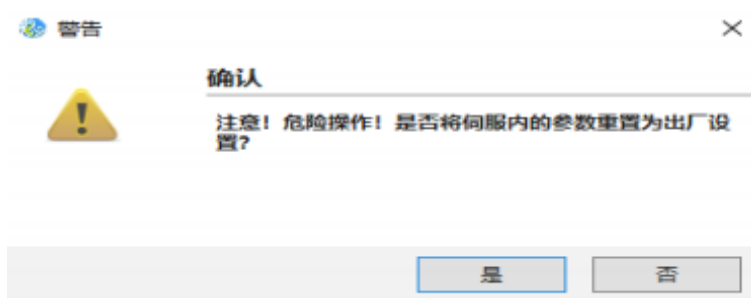 警告
确认
注意！危险操作！是否将伺服内的参数重置为出厂设
置?
是
否